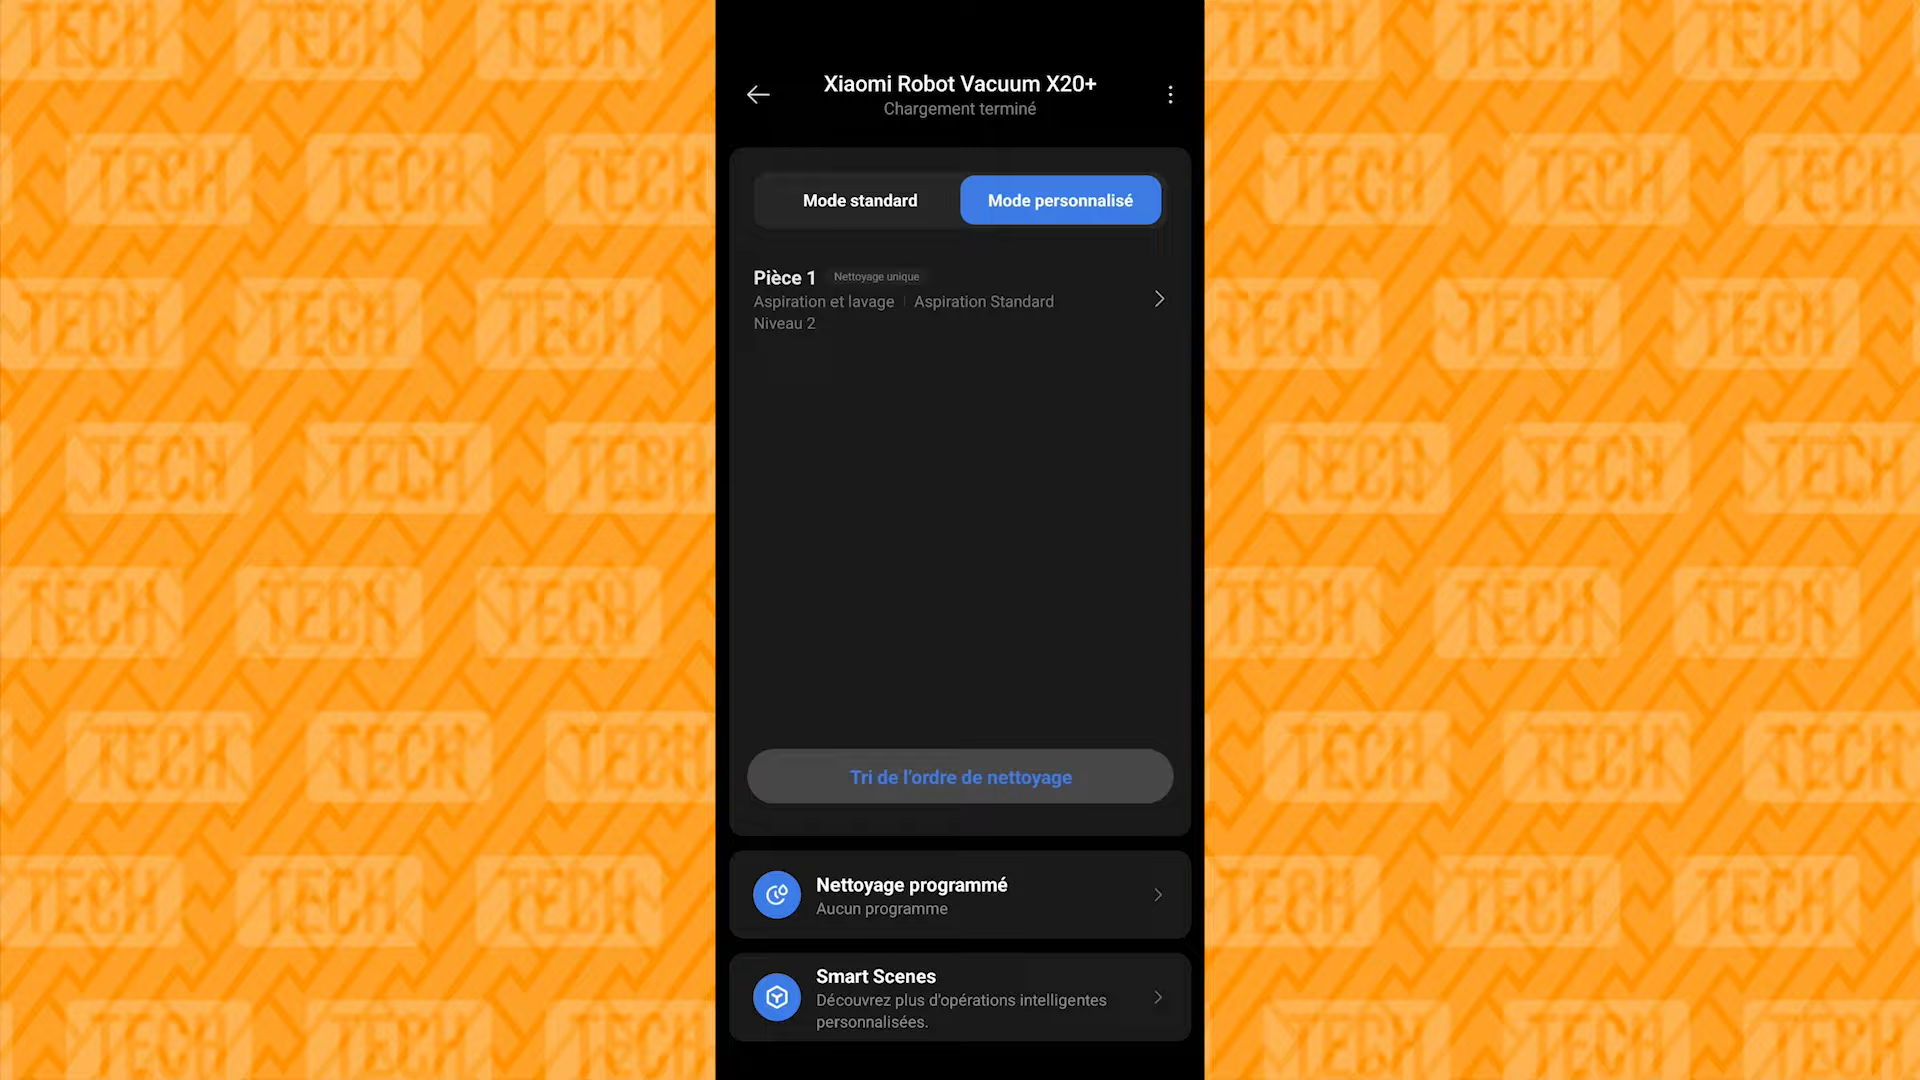 Xiaomi Robot Vacuum X20+
Chargement terminé
Mode standard
Mode personnalisé
Pièce 1 Nettoyage unique
Aspiration et lavage | Aspiration Standard
Niveau 2
Tri de l'ordre de nettoyage
Nettoyage programmé
Aucun programme
Smart Scenes
Découvrez plus d'opérations intelligentes
personnalisées.
TECH